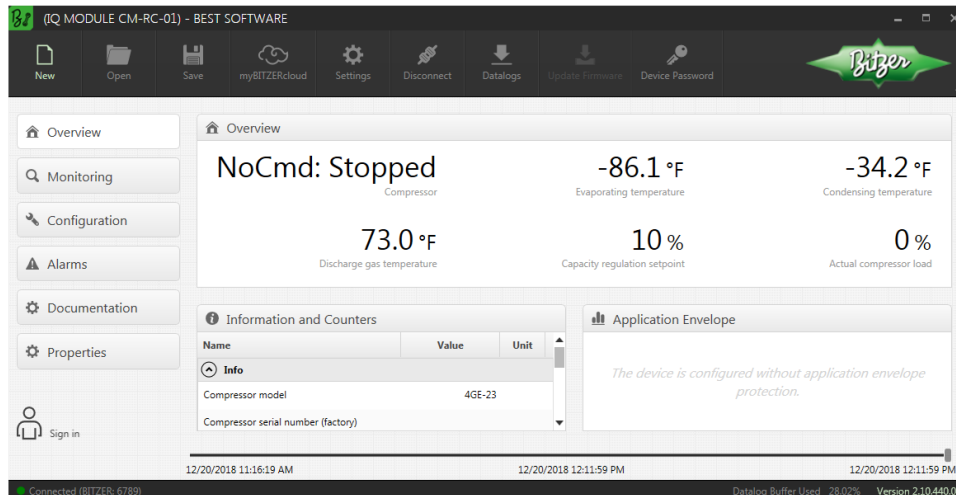 (IQ MODULE CM-RC-01) - BEST SOFTWARE
New Open Save myBITZERcloud Settings Disconnect Datalogs Update Firmware Device Password
Bitzer
Overview
Monitoring
Configuration
Alarms
Documentation
Properties
Sign in
Overview
NoCmd: Stopped
Compressor
-86.1 °F
Evaporating temperature
-34.2 °F
Condensing temperature
73.0 °F
Discharge gas temperature
10 %
Capacity regulation setpoint
0 %
Actual compressor load
Information and Counters
Name Value Unit
Info
Compressor model 4GE-23
Compressor serial number (factory)
Application Envelope
The device is configured without application envelope
protection.
12/20/2018 11:16:19 AM 12/20/2018 12:11:59 PM 12/20/2018 12:11:59 PM
Connected (BITZER: 6789) Datalog Buffer Used 28.02% Version 2.10.440.0